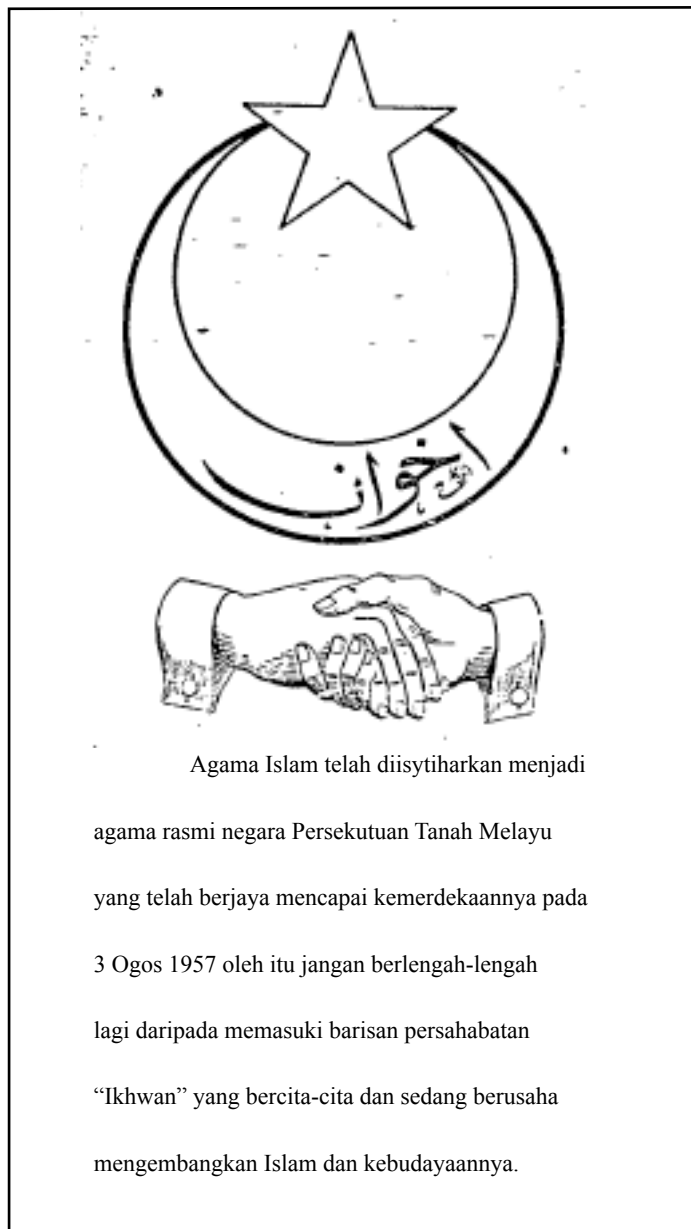 اخوان
Agama Islam telah diisytiharkan menjadi
agama rasmi negara Persekutuan Tanah Melayu
yang telah berjaya mencapai kemerdekaannya pada
3 Ogos 1957 oleh itu jangan berlengah-lengah
lagi daripada memasuki barisan persahabatan
“Ikhwan” yang bercita-cita dan sedang berusaha
mengembangkan Islam dan kebudayaannya.